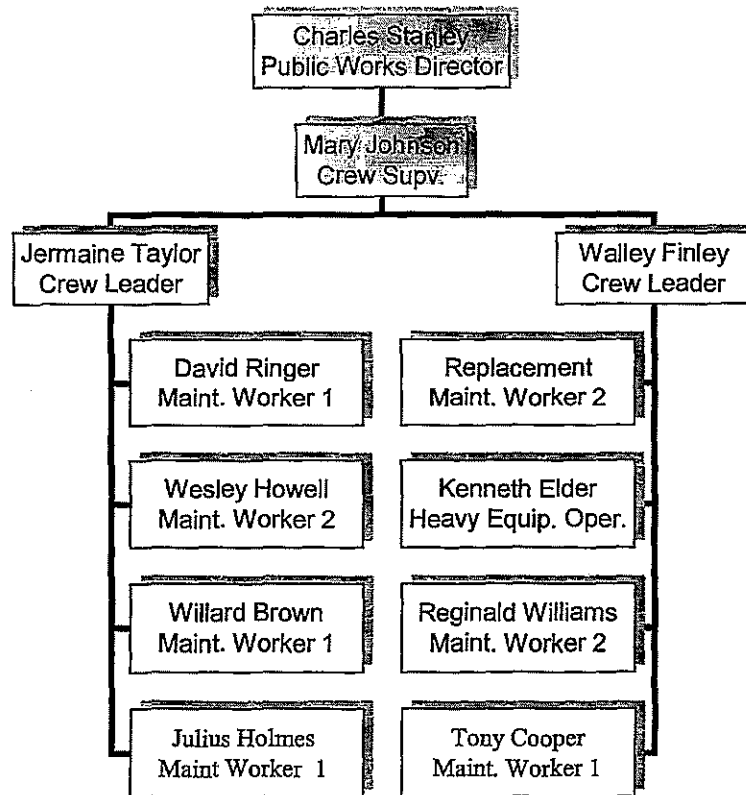 Charles Stanley
Public Works Director
Mary Johnson
Crew Supv.
Jermaine Taylor
Crew Leader
Walley Finley
Crew Leader
David Ringer
Maint. Worker 1
Replacement
Maint. Worker 2
Wesley Howell
Maint. Worker 2
Kenneth Elder
Heavy Equip. Oper.
Willard Brown
Maint. Worker 1
Reginald Williams
Maint. Worker 2
Julius Holmes
Maint Worker 1
Tony Cooper
Maint. Worker 1